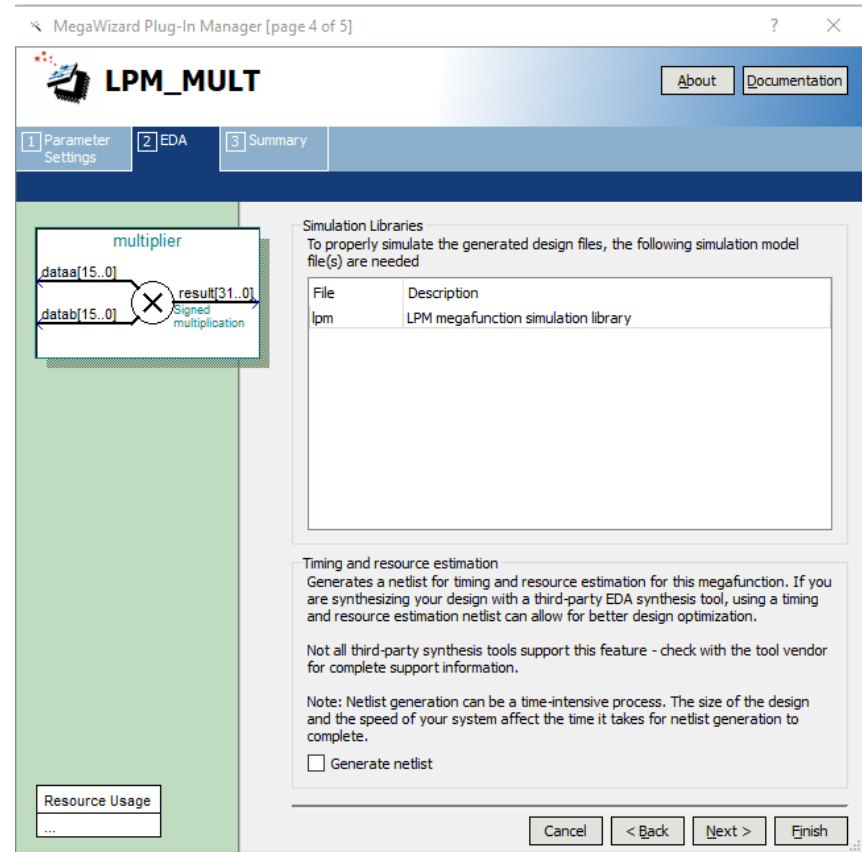 MegaWizard Plug-In Manager [page 4 of 5]
?
LPM_MULT
About
Documentation
1 Parameter Settings
2 EDA
3 Summary
multiplier
dataa[15..0]
result[31..0]
datab[15..0]
Signed
multiplication
Simulation Libraries
To properly simulate the generated design files, the following simulation model
file(s) are needed
File Description
lpm LPM megafunction simulation library
Timing and resource estimation
Generates a netlist for timing and resource estimation for this megafunction. If you
are synthesizing your design with a third-party EDA synthesis tool, using a timing
and resource estimation netlist can allow for better design optimization.
Not all third-party synthesis tools support this feature - check with the tool vendor
for complete support information.
Note: Netlist generation can be a time-intensive process. The size of the design
and the speed of your system affect the time it takes for netlist generation to
complete.
Generate netlist
Resource Usage
...
Cancel
< Back
Next >
Finish